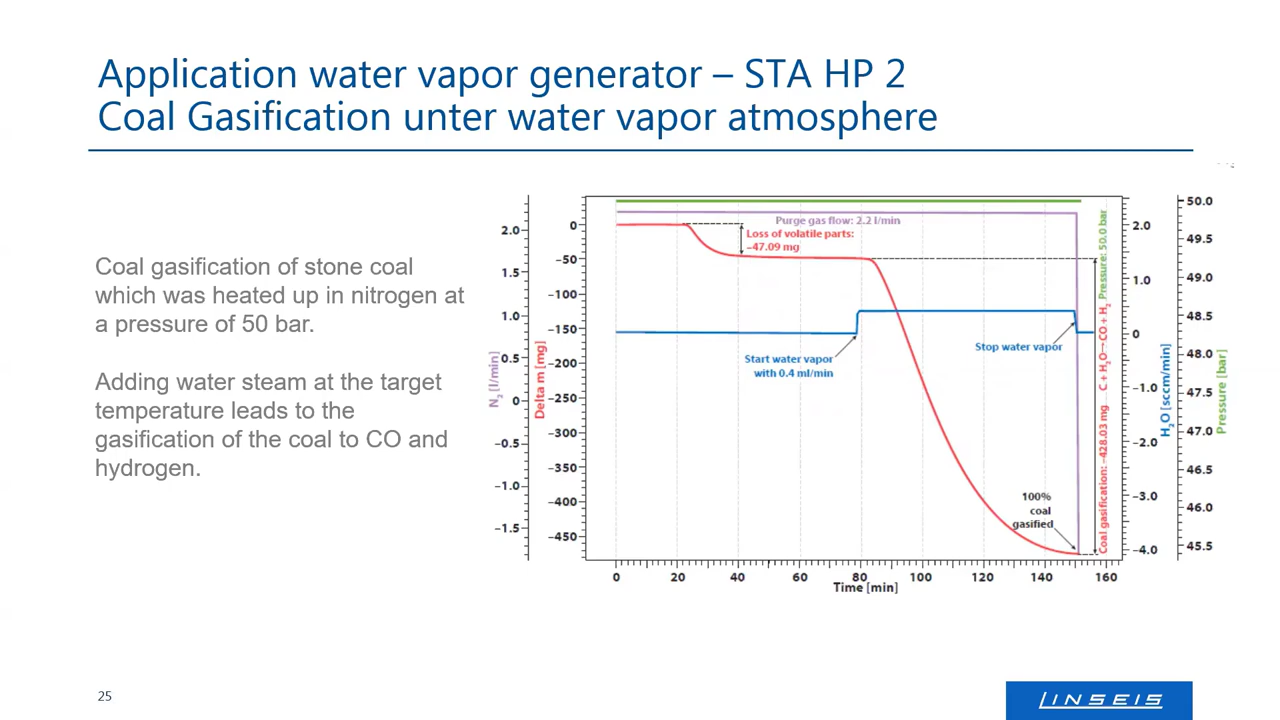 Application water vapor generator – STA HP 2
Coal Gasification unter water vapor atmosphere
Coal gasification of stone coal
which was heated up in nitrogen at
a pressure of 50 bar.
Adding water steam at the target
temperature leads to the
gasification of the coal to CO and
hydrogen.
N₂ [l/min]
2.0
1.5
1.0
0.5
0
−0.5
−1.0
−1.5
Delta m [mg]
0
−50
−100
−150
−200
−250
−300
−350
−400
−450
Purge gas flow: 2.2 l/min
Loss of volatile parts:
−47.09 mg
Start water vapor
with 0.4 ml/min
Stop water vapor
100%
coal
gasified
Coal gasification: −428.03 mg C + H₂O→CO + H₂
Pressure: 50.0 bar
2.0
1.0
0
−1.0
−2.0
−3.0
−4.0
H₂O [sccm/min]
50.0
49.5
49.0
48.5
48.0
47.5
47.0
46.5
46.0
45.5
Pressure [bar]
0 20 40 60 80 100 120 140 160
Time [min]
25
LINSEIS